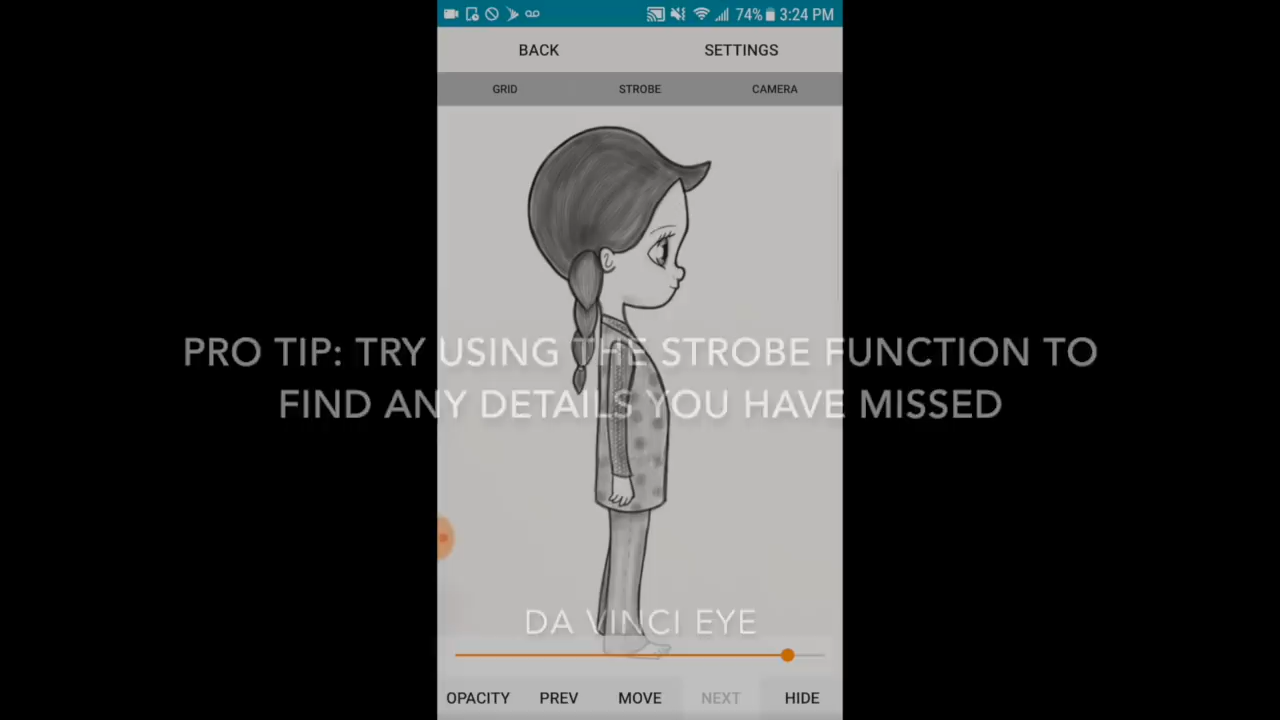 74% 3:24 PM
BACK SETTINGS
GRID STROBE CAMERA
PRO TIP: TRY USING THE STROBE FUNCTION TO
FIND ANY DETAILS YOU HAVE MISSED
DA VINCI EYE
OPACITY PREV MOVE NEXT HIDE